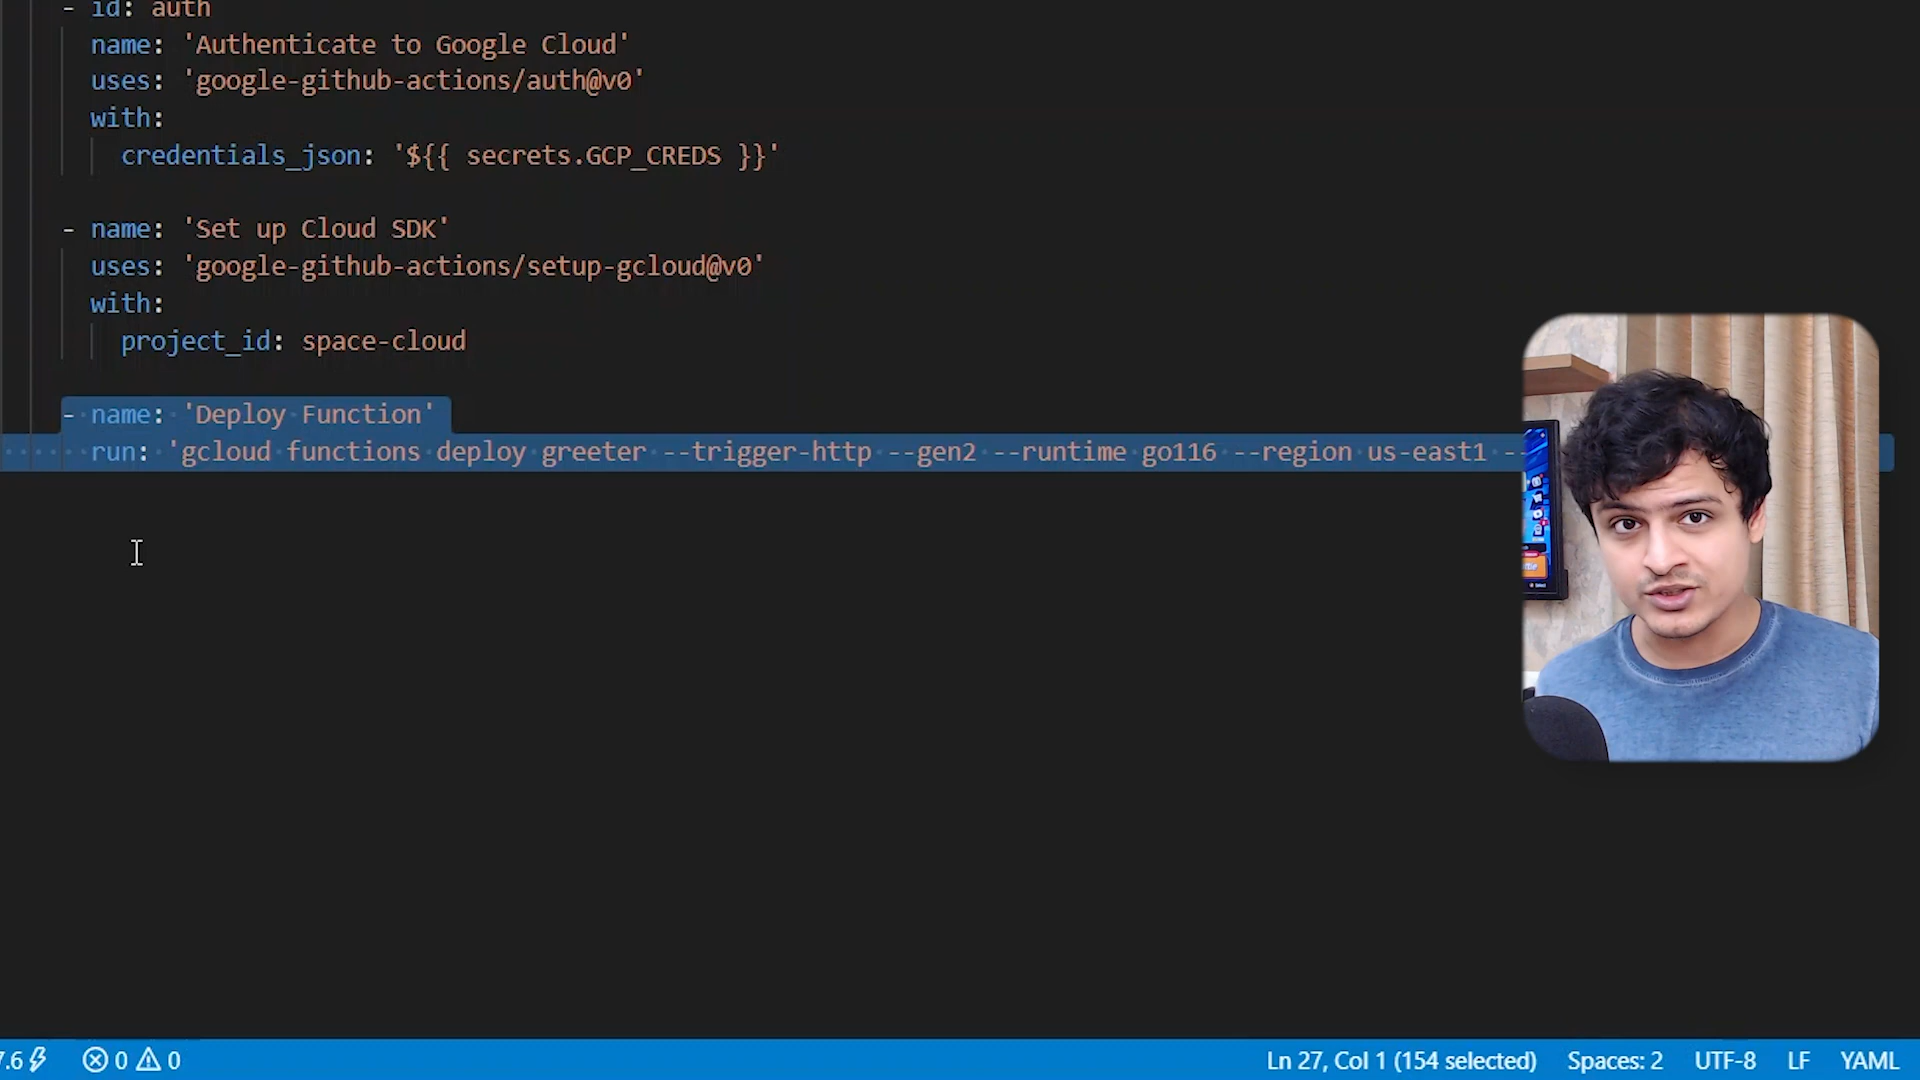 - id: auth
name: 'Authenticate to Google Cloud'
uses: 'google-github-actions/auth@v0'
with:
credentials_json: '${{ secrets.GCP_CREDS }}'
- name: 'Set up Cloud SDK'
uses: 'google-github-actions/setup-gcloud@v0'
with:
project_id: space-cloud
- name: 'Deploy Function'
run: 'gcloud functions deploy greeter --trigger-http --gen2 --runtime go116 --region us-east1 --
7.6 0 0 Ln 27, Col 1 (154 selected) Spaces: 2 UTF-8 LF YAML